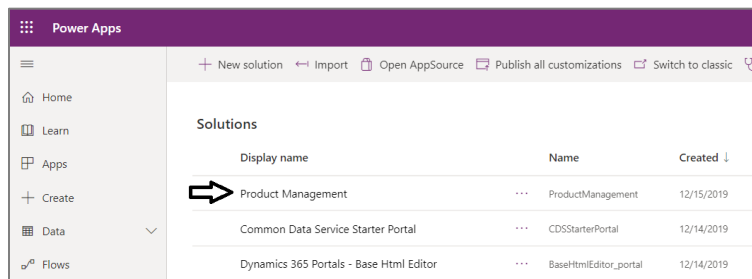 Power Apps
New solution Import Open AppSource Publish all customizations Switch to classic
Home
Learn
Apps
Create
Data
Flows
Solutions
Display name Name Created ↓
Product Management ... ProductManagement 12/15/2019
Common Data Service Starter Portal ... CDSStarterPortal 12/14/2019
Dynamics 365 Portals - Base Html Editor ... BaseHtmlEditor_portal 12/14/2019